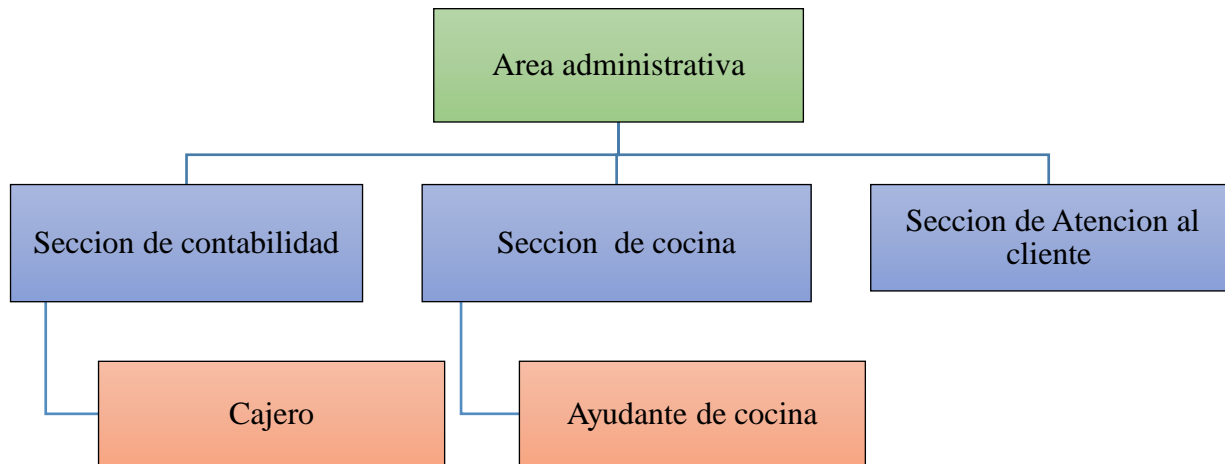 Area administrativa
Seccion de contabilidad
Seccion de cocina
Seccion de Atencion al
cliente
Cajero
Ayudante de cocina